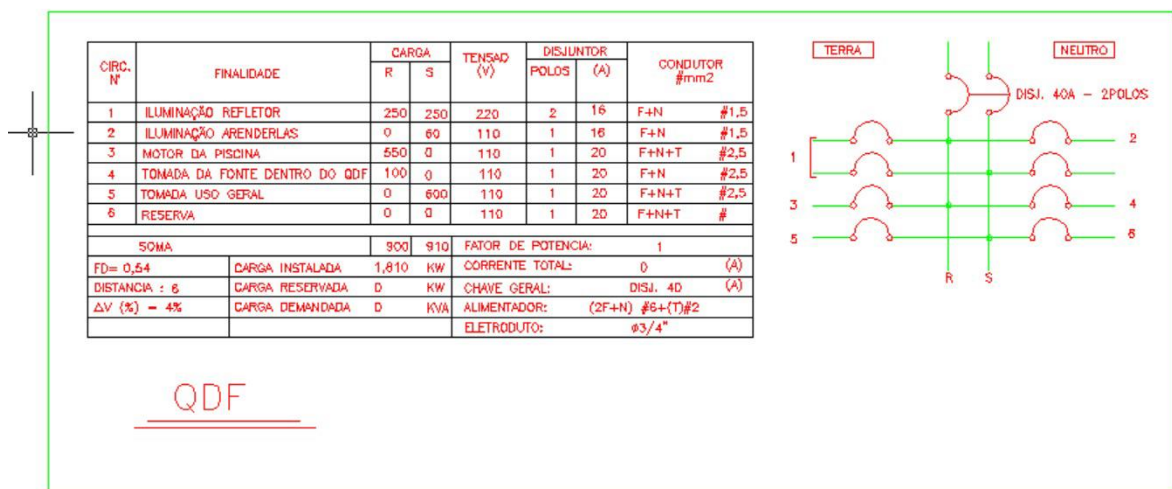 CARGA DISJUNTOR
CIRC. Nº FINALIDADE R S TENSAO (V) POLOS (A) CONDUTOR #mm2
1 ILUMINAÇÃO REFLETOR 250 250 220 2 16 F+N #1,5
2 ILUMINAÇÃO ARENDERLAS 0 60 110 1 16 F+N #1,5
3 MOTOR DA PISCINA 550 0 110 1 20 F+N+T #2,5
4 TOMADA DA FONTE DENTRO DO QDF 100 0 110 1 20 F+N #2,5
5 TOMADA USO GERAL 0 600 110 1 20 F+N+T #2,5
6 RESERVA 0 0 110 1 20 F+N+T #
SOMA 900 910 FATOR DE POTENCIA: 1
FD= 0,54 CARGA INSTALADA 1,810 KW CORRENTE TOTAL: 0 (A)
DISTANCIA : 6 CARGA RESERVADA 0 KW CHAVE GERAL: DISJ. 40 (A)
ΔV (%) = 4% CARGA DEMANDADA 0 KVA ALIMENTADOR: (2F+N) #6+(T)#2
ELETRODUTO: ø3/4"
TERRA NEUTRO
DISJ. 40A - 2POLOS
1 2
3 4
5 6
R S
QDF